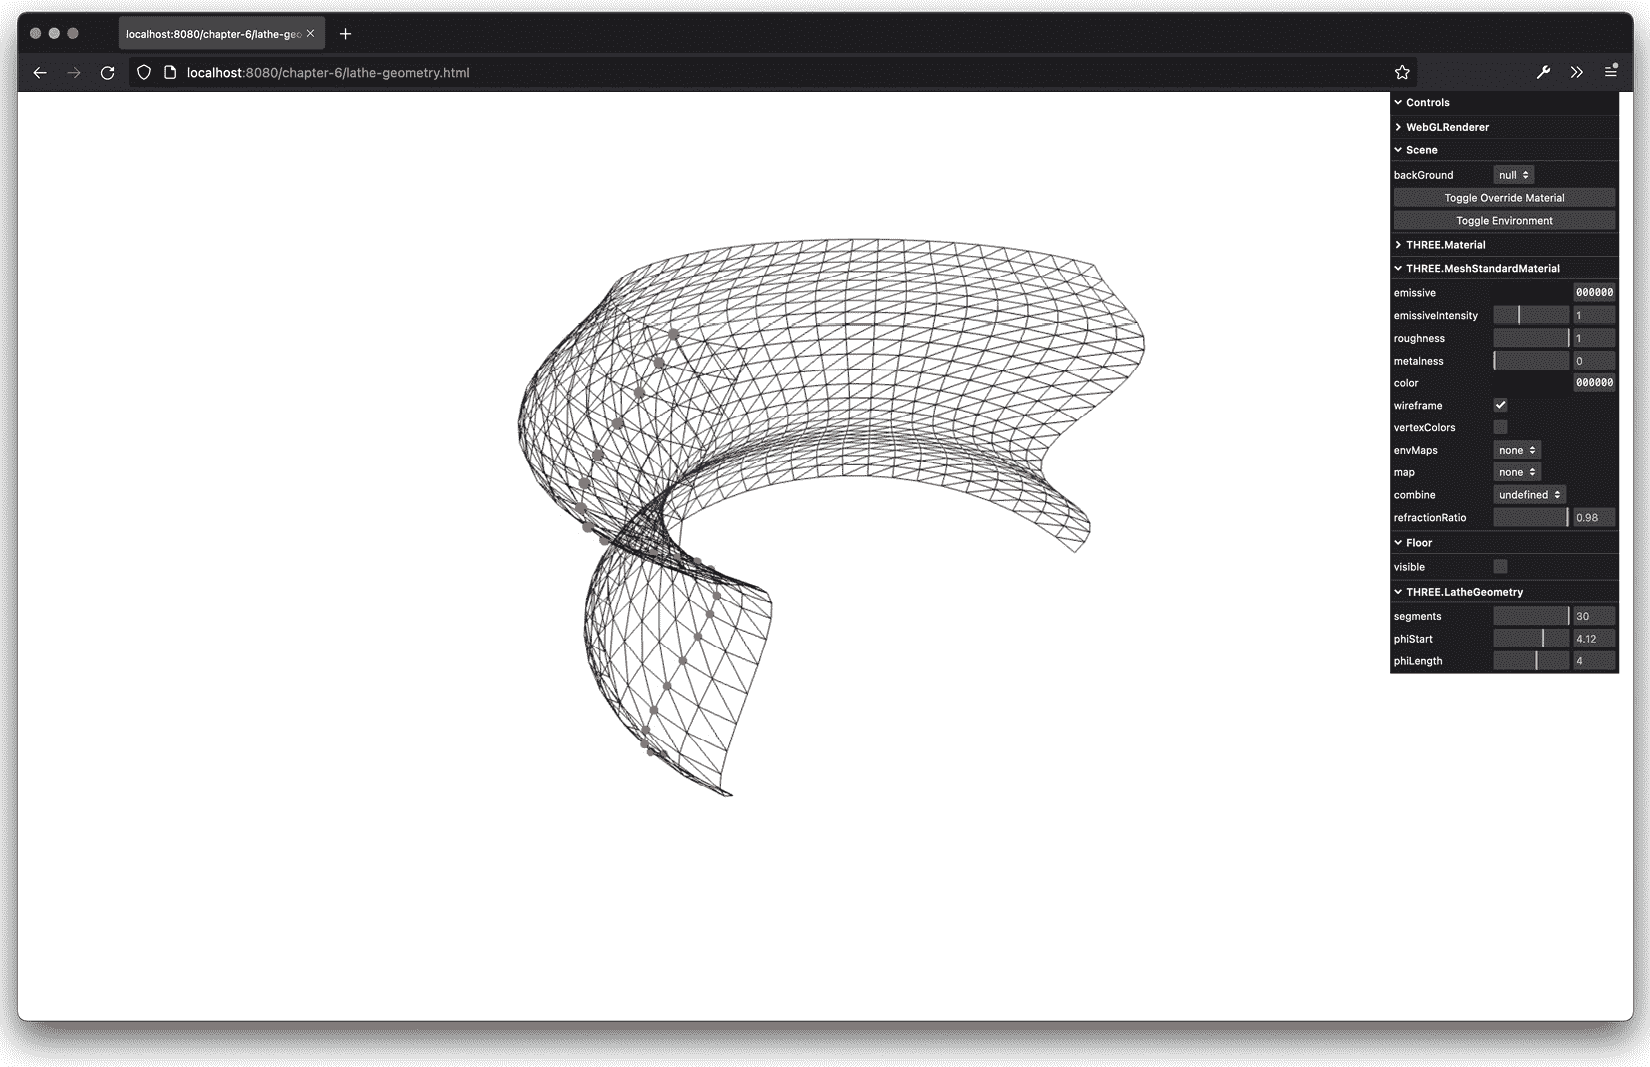 localhost:8080/chapter-6/lathe-geo
localhost:8080/chapter-6/lathe-geometry.html
Controls
WebGLRenderer
Scene
backGround null
Toggle Override Material
Toggle Environment
THREE.Material
THREE.MeshStandardMaterial
emissive 000000
emissiveIntensity 1
roughness 1
metalness 0
color 000000
wireframe
vertexColors
envMaps none
map none
combine undefined
refractionRatio 0.98
Floor
visible
THREE.LatheGeometry
segments 30
phiStart 4.12
phiLength 4